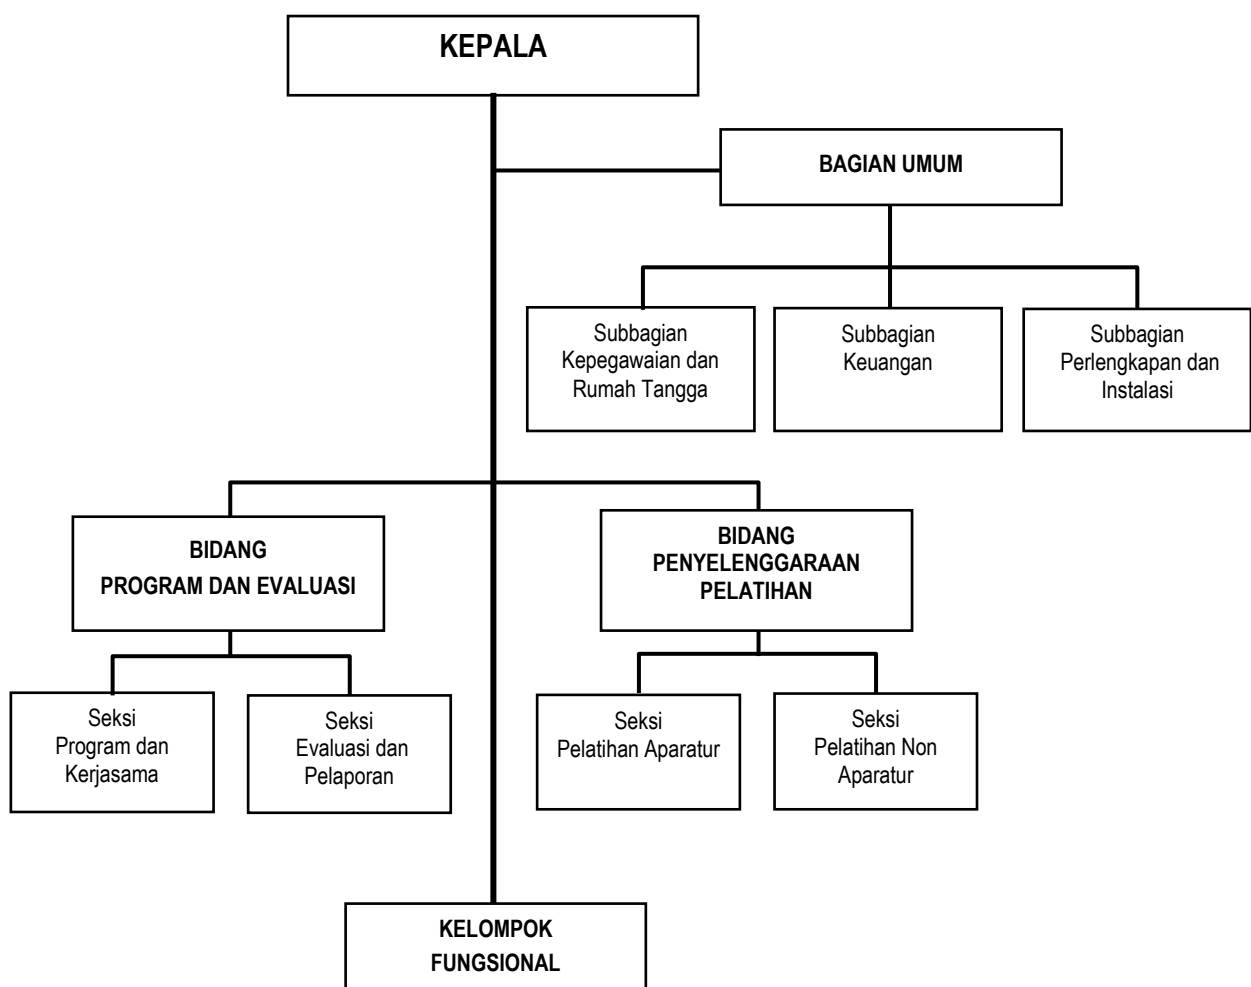 KEPALA
BAGIAN UMUM
Subbagian
Kepegawaian dan
Rumah Tangga
Subbagian
Keuangan
Subbagian
Perlengkapan dan
Instalasi
BIDANG
PROGRAM DAN EVALUASI
BIDANG
PENYELENGGARAAN
PELATIHAN
Seksi
Program dan
Kerjasama
Seksi
Evaluasi dan
Pelaporan
Seksi
Pelatihan Aparatur
Seksi
Pelatihan Non
Aparatur
KELOMPOK
FUNGSIONAL